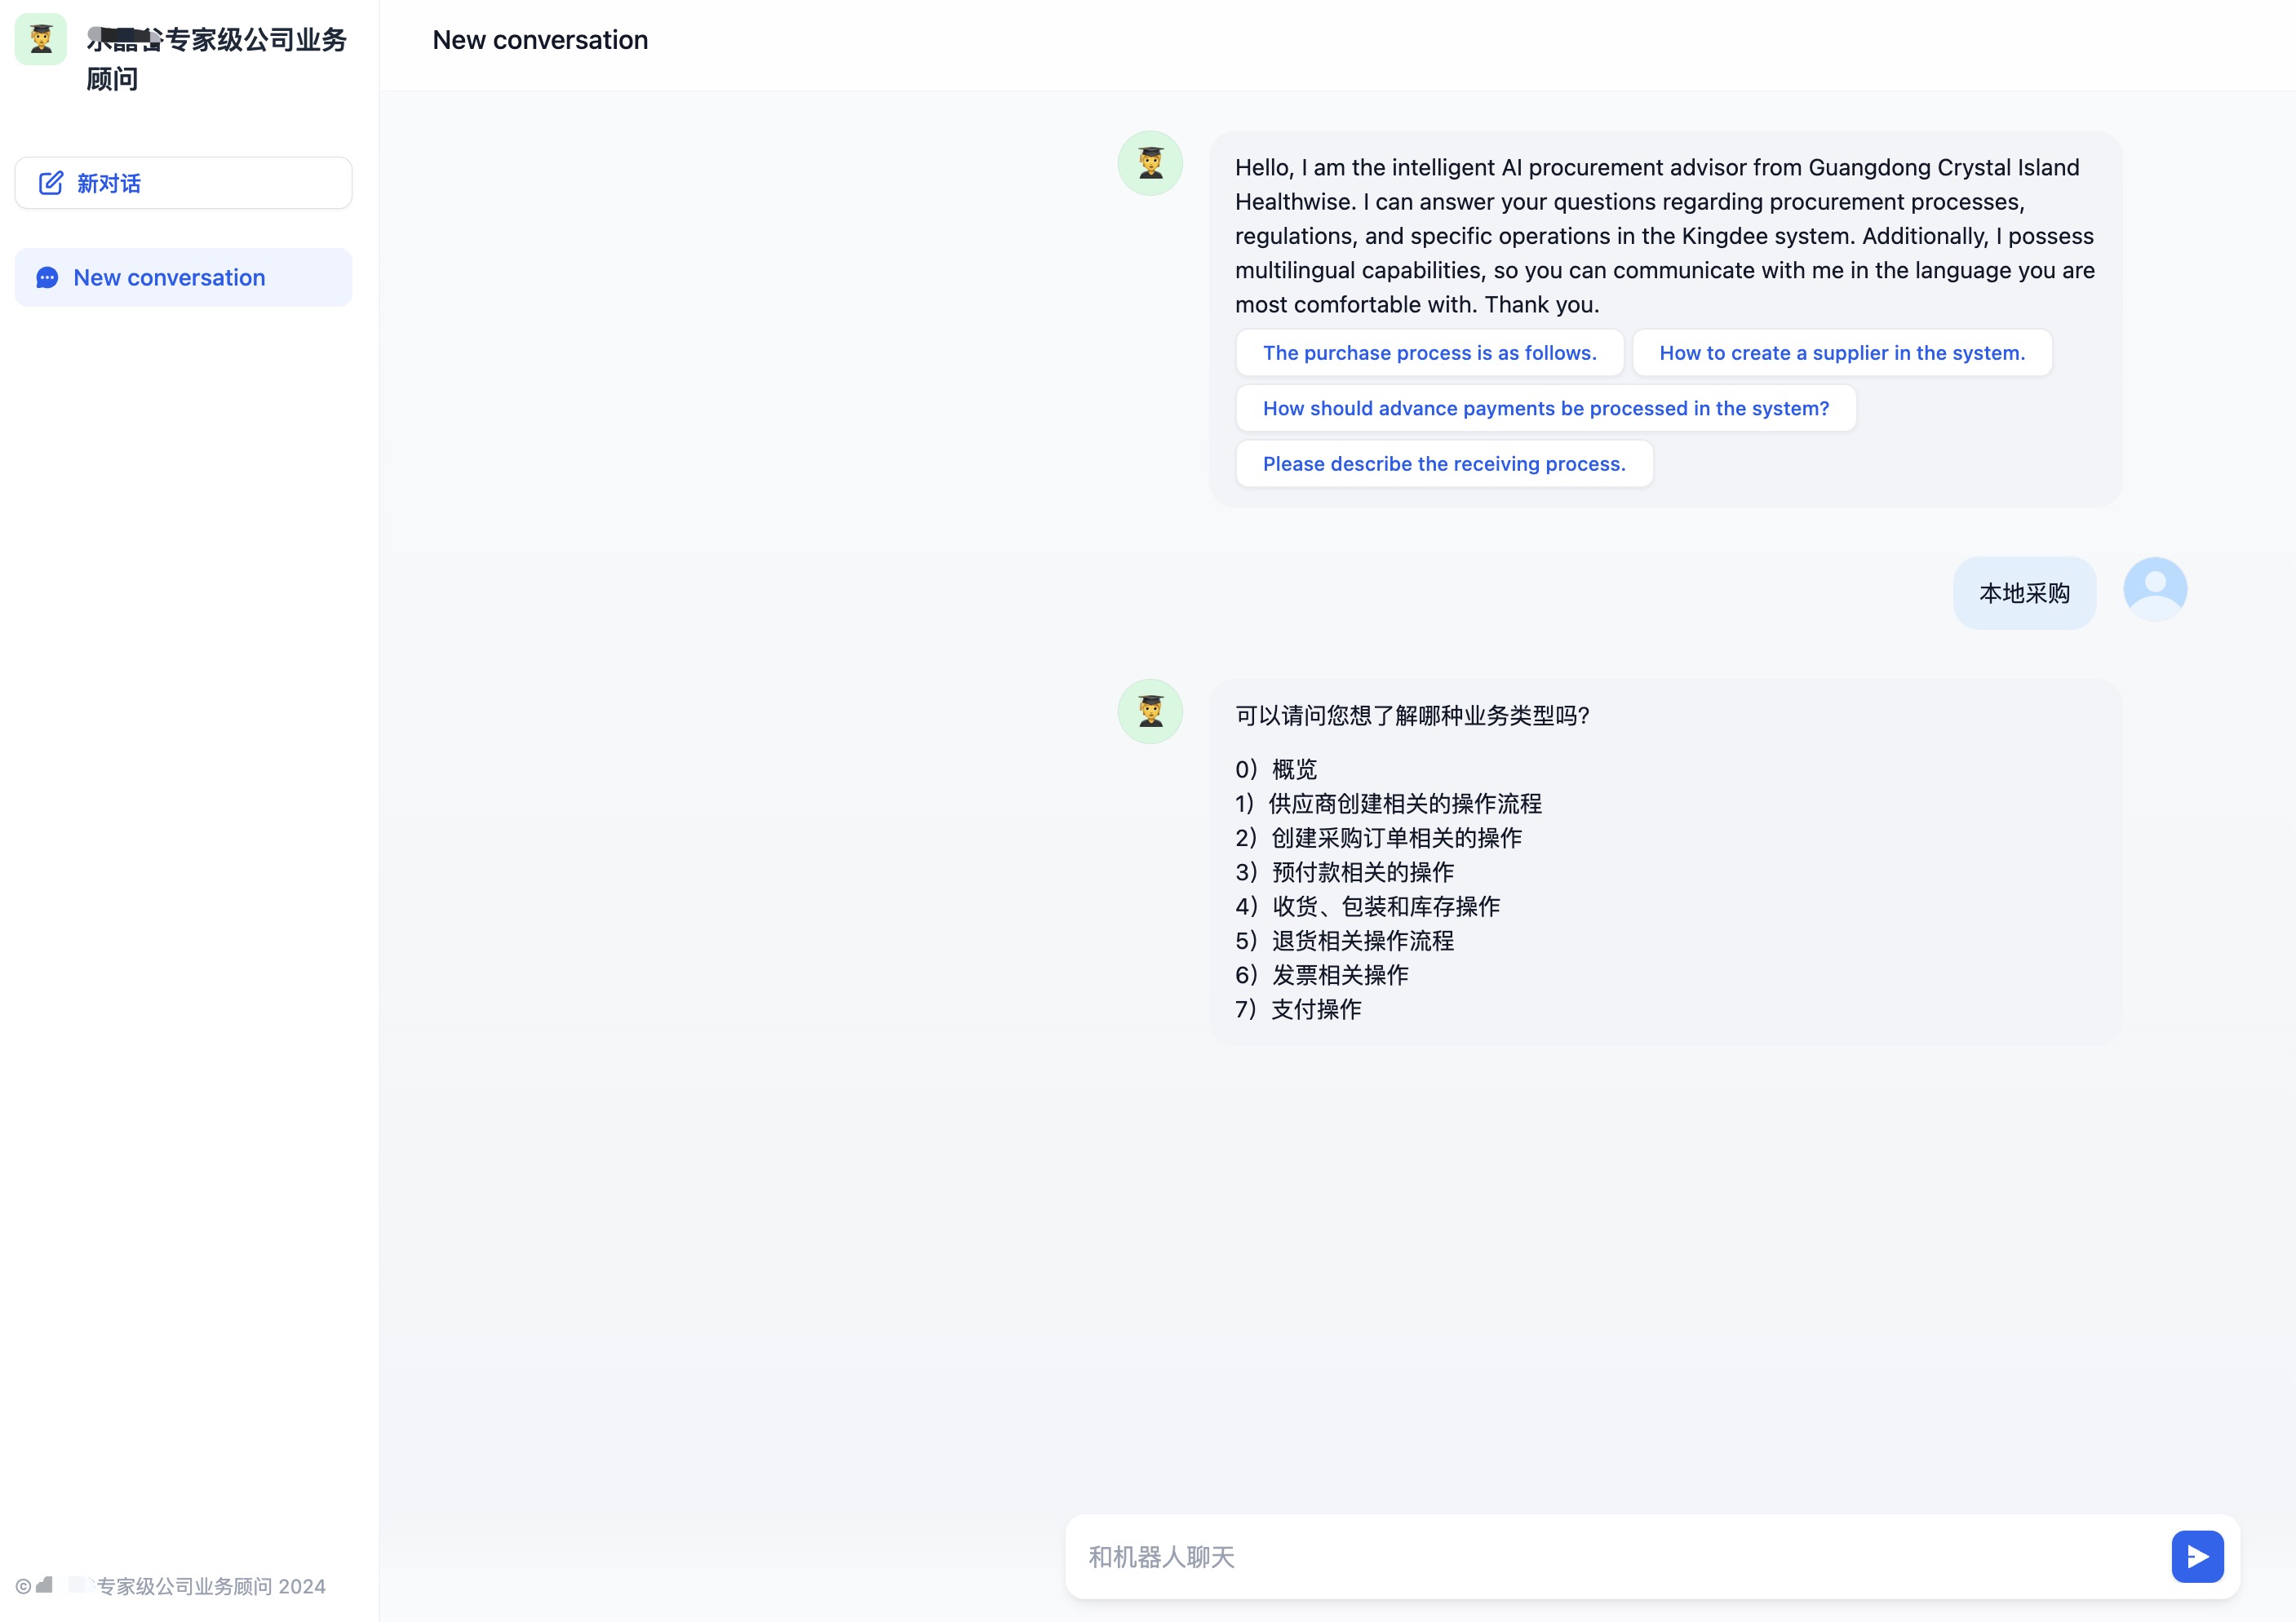 专家级公司业务
顾问
新对话
New conversation
New conversation
Hello, I am the intelligent AI procurement advisor from Guangdong Crystal Island
Healthwise. I can answer your questions regarding procurement processes,
regulations, and specific operations in the Kingdee system. Additionally, I possess
multilingual capabilities, so you can communicate with me in the language you are
most comfortable with. Thank you.
The purchase process is as follows.
How to create a supplier in the system.
How should advance payments be processed in the system?
Please describe the receiving process.
本地采购
可以请问您想了解哪种业务类型吗?
0）概览
1）供应商创建相关的操作流程
2）创建采购订单相关的操作
3）预付款相关的操作
4）收货、包装和库存操作
5）退货相关操作流程
6）发票相关操作
7）支付操作
和机器人聊天
© 专家级公司业务顾问 2024